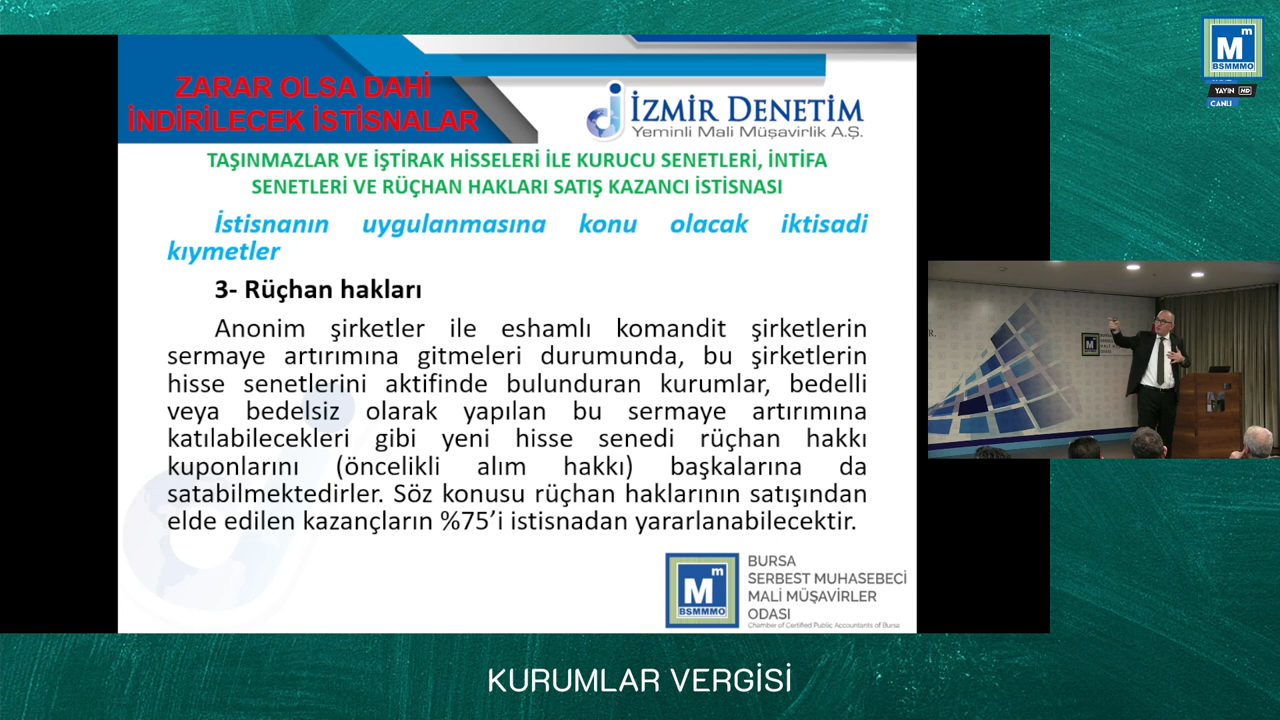 ZARAR OLSA DAHİ
İNDİRİLECEK İSTİSNALAR
İZMİR DENETİM
Yeminli Mali Müşavirlik A.Ş.
TAŞINMAZLAR VE İŞTİRAK HİSSELERİ İLE KURUCU SENETLERİ, İNTİFA
SENETLERİ VE RÜÇHAN HAKLARI SATIŞ KAZANCI İSTİSNASI
İstisnanın uygulanmasına konu olacak iktisadi
kıymetler
3- Rüçhan hakları
Anonim şirketler ile eshamlı komandit şirketlerin
sermaye artırımına gitmeleri durumunda, bu şirketlerin
hisse senetlerini aktifinde bulunduran kurumlar, bedelli
veya bedelsiz olarak yapılan bu sermaye artırımına
katılabilecekleri gibi yeni hisse senedi rüçhan hakkı
kuponlarını (öncelikli alım hakkı) başkalarına da
satabilmektedirler. Söz konusu rüçhan haklarının satışından
elde edilen kazançların %75’i istisnadan yararlanabilecektir.
Mm
BSMMMO
BURSA
SERBEST MUHASEBECİ
MALİ MÜŞAVİRLER
ODASI
Chamber of Certified Public Accountants of Bursa
Mm
BSMMMO
YAYIN HD
CANLI
KURUMLAR VERGİSİ